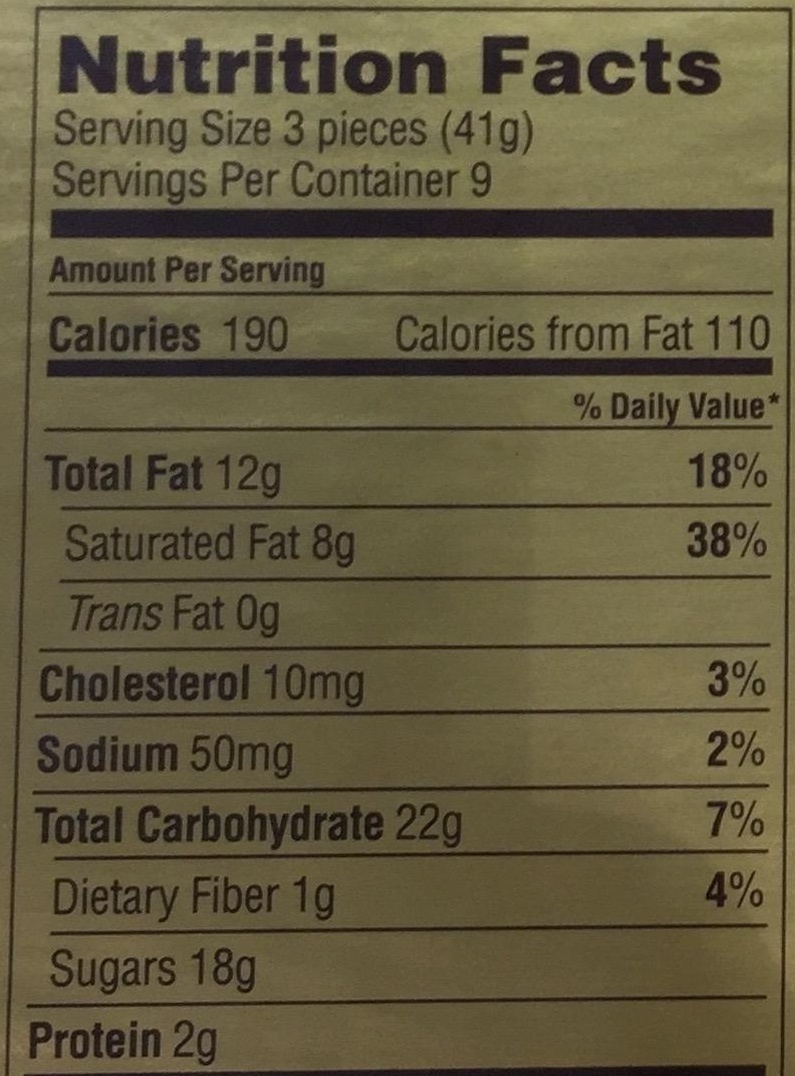 Nutrition Facts
Serving Size 3 pieces (41g)
Servings Per Container 9
Amount Per Serving
Calories 190 Calories from Fat 110
% Daily Value*
Total Fat 12g 18%
Saturated Fat 8g 38%
Trans Fat 0g
Cholesterol 10mg 3%
Sodium 50mg 2%
Total Carbohydrate 22g 7%
Dietary Fiber 1g 4%
Sugars 18g
Protein 2g